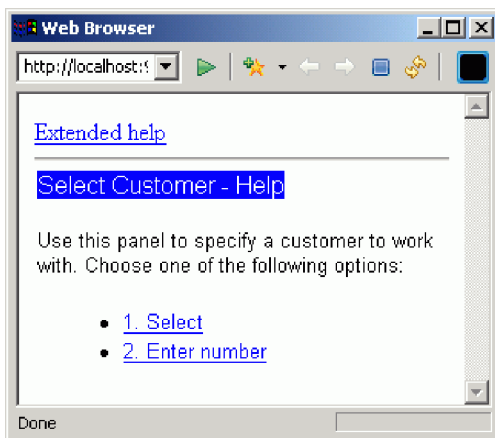 Web Browser
http://localhost:9
Extended help
Select Customer - Help
Use this panel to specify a customer to work
with. Choose one of the following options:
• 1. Select
• 2. Enter number
Done